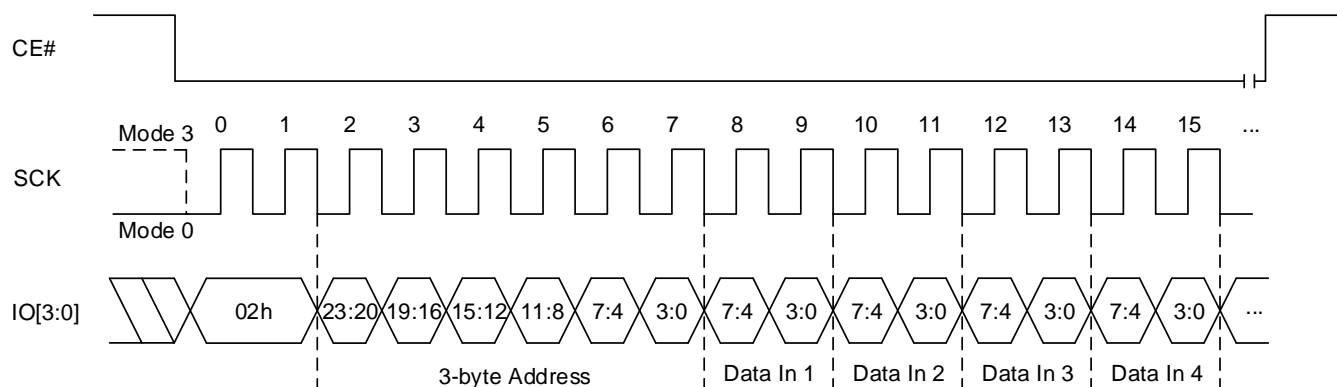 CE#
0 1 2 3 4 5 6 7 8 9 10 11 12 13 14 15 ...
Mode 3
SCK
Mode 0
IO[3:0] 02h 23:20 19:16 15:12 11:8 7:4 3:0 7:4 3:0 7:4 3:0 7:4 3:0 7:4 3:0 ...
3-byte Address Data In 1 Data In 2 Data In 3 Data In 4